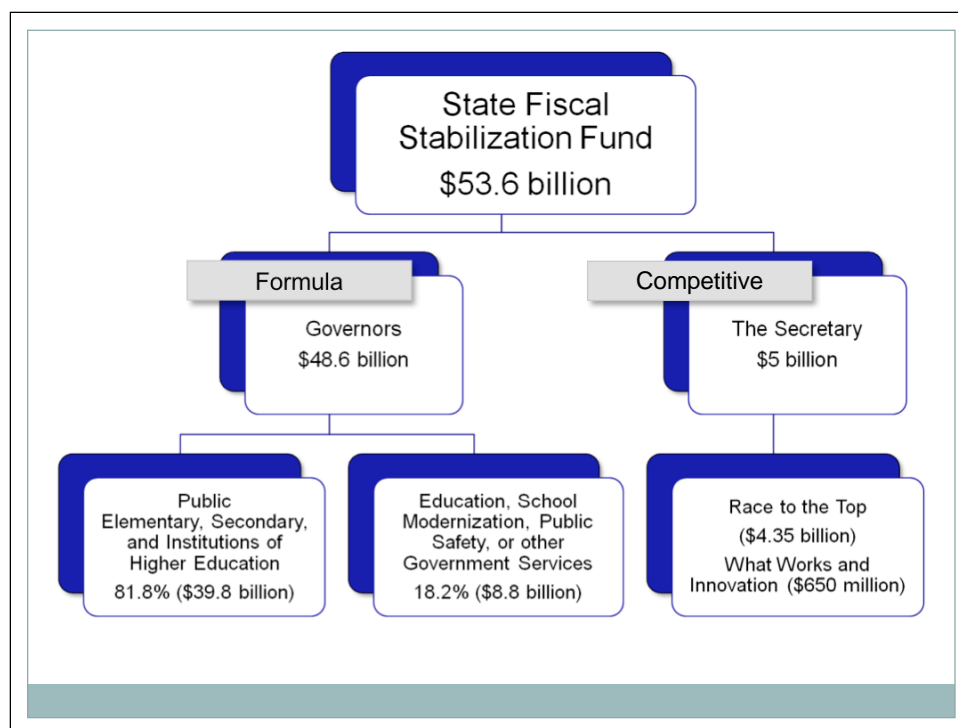 State Fiscal
Stabilization Fund
$53.6 billion
Formula
Governors
$48.6 billion
Competitive
The Secretary
$5 billion
Public
Elementary, Secondary,
and Institutions of
Higher Education
81.8% ($39.8 billion)
Education, School
Modernization, Public
Safety, or other
Government Services
18.2% ($8.8 billion)
Race to the Top
($4.35 billion)
What Works and
Innovation ($650 million)